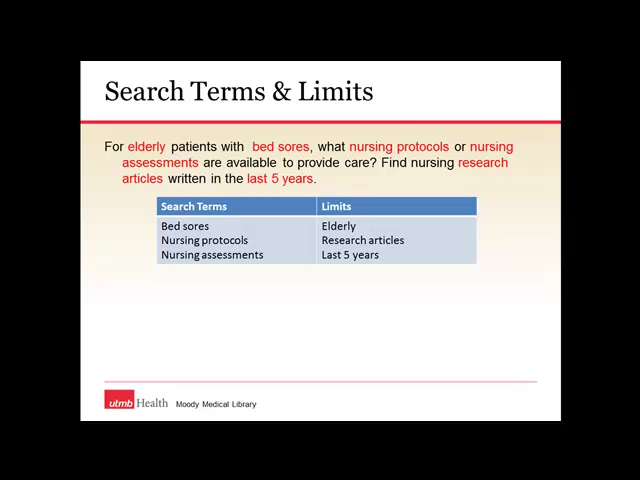 Search Terms & Limits
For elderly patients with bed sores, what nursing protocols or nursing
assessments are available to provide care? Find nursing research
articles written in the last 5 years.
Search Terms Limits
Bed sores Elderly
Nursing protocols Research articles
Nursing assessments Last 5 years
utmb Health Moody Medical Library